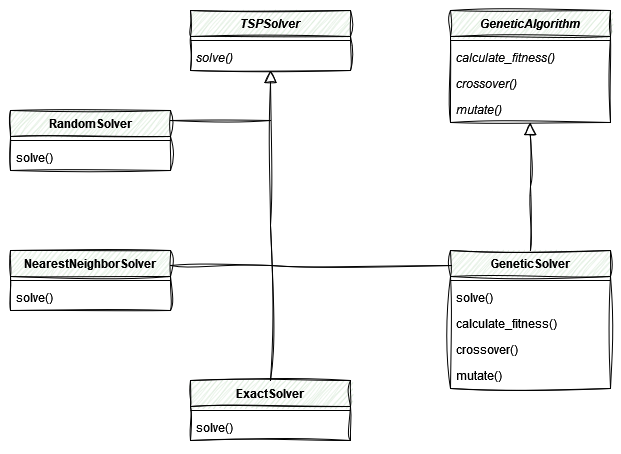 TSPSolver
solve()
GeneticAlgorithm
calculate_fitness()
crossover()
mutate()
RandomSolver
solve()
NearestNeighborSolver
solve()
GeneticSolver
solve()
calculate_fitness()
crossover()
mutate()
ExactSolver
solve()